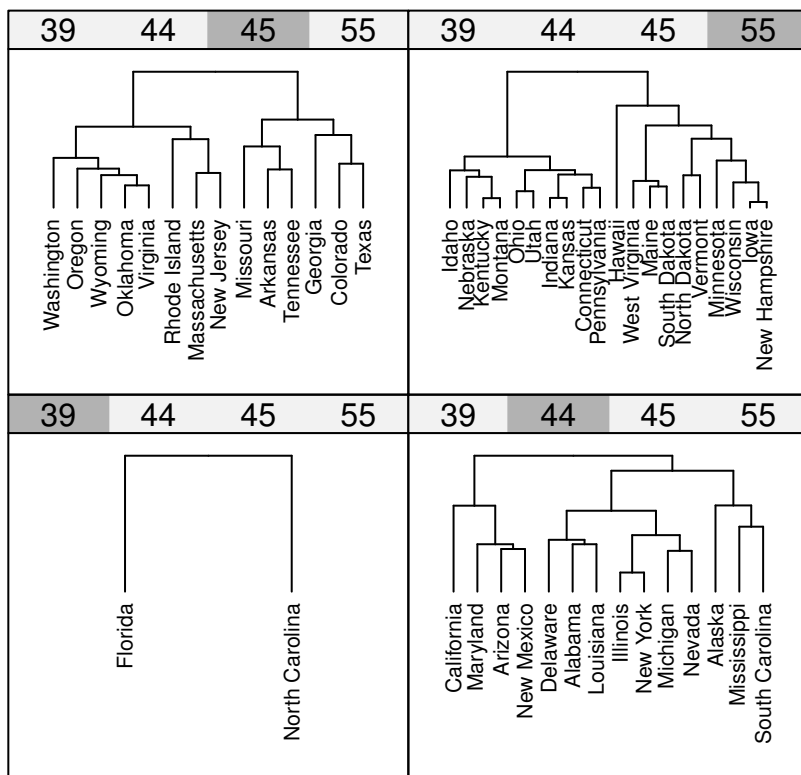 39 44 45 55
Washington
Oregon
Wyoming
Oklahoma
Virginia
Rhode Island
Massachusetts
New Jersey
Missouri
Arkansas
Tennessee
Georgia
Colorado
Texas
39 44 45 55
Idaho
Nebraska
Kentucky
Montana
Ohio
Utah
Indiana
Kansas
Connecticut
Pennsylvania
Hawaii
West Virginia
Maine
South Dakota
North Dakota
Vermont
Minnesota
Wisconsin
Iowa
New Hampshire
39 44 45 55
Florida
North Carolina
39 44 45 55
California
Maryland
Arizona
New Mexico
Delaware
Alabama
Louisiana
Illinois
New York
Michigan
Nevada
Alaska
Mississippi
South Carolina